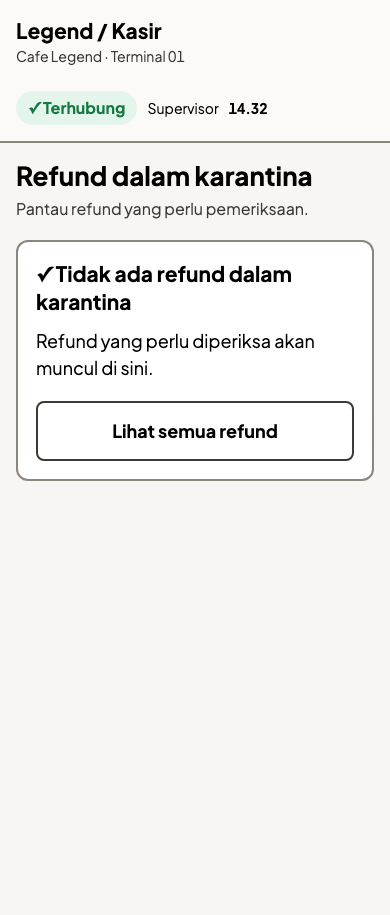 Legend / Kasir
Cafe Legend · Terminal 01
✓Terhubung Supervisor 14.32
Refund dalam karantina
Pantau refund yang perlu pemeriksaan.
✓Tidak ada refund dalam
karantina
Refund yang perlu diperiksa akan
muncul di sini.
Lihat semua refund